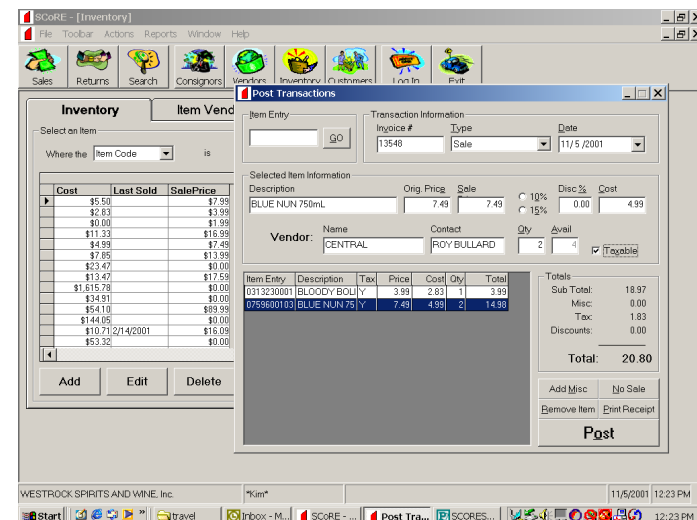 SCoRE - [Inventory]
File Toolbar Actions Reports Window Help
Sales Returns Search Consignors Vendors Inventory Customers Log In Exit
Post Transactions
Inventory Item Vend
Select an Item
Where the Item Code is
Cost Last Sold SalePrice
$5.50 $7.99
$2.83 $3.99
$0.00 $1.99
$11.33 $16.99
$4.99 $7.49
$7.85 $13.99
$23.47 $0.00
$13.47 $17.59
$1,615.78 $0.00
$34.91 $0.00
$54.10 $89.99
$144.05 $0.00
$10.71 2/14/2001 $16.09
$53.32 $0.00
Add Edit Delete
Item Entry
GO
Transaction Information
Invoice # Type Date
13548 Sale 11/ 5 /2001
Selected Item Information
Description Orig. Price Sale Disc % Cost
10%
BLUE NUN 750mL 7.49 7.49 0.00 4.99
15%
Name Contact Qty Avail
Vendor: CENTRAL ROY BULLARD 2 4 Taxable
Item Entry Description Tax Price Cost Qty Total
0313230001 BLOODY BOLI Y 3.99 2.83 1 3.99
0759600103 BLUE NUN 75 Y 7.49 4.99 2 14.98
Totals
Sub Total: 18.97
Misc: 0.00
Tax: 1.83
Discounts: 0.00
Total: 20.80
Add Misc No Sale
Remove Item Print Receipt
Post
WESTROCK SPIRITS AND WINE, Inc. *Kim* 11/5/2001 12:23 PM
Start travel Inbox - M... SCoRE - ... Post Tra... SCORES... 12:23 PM